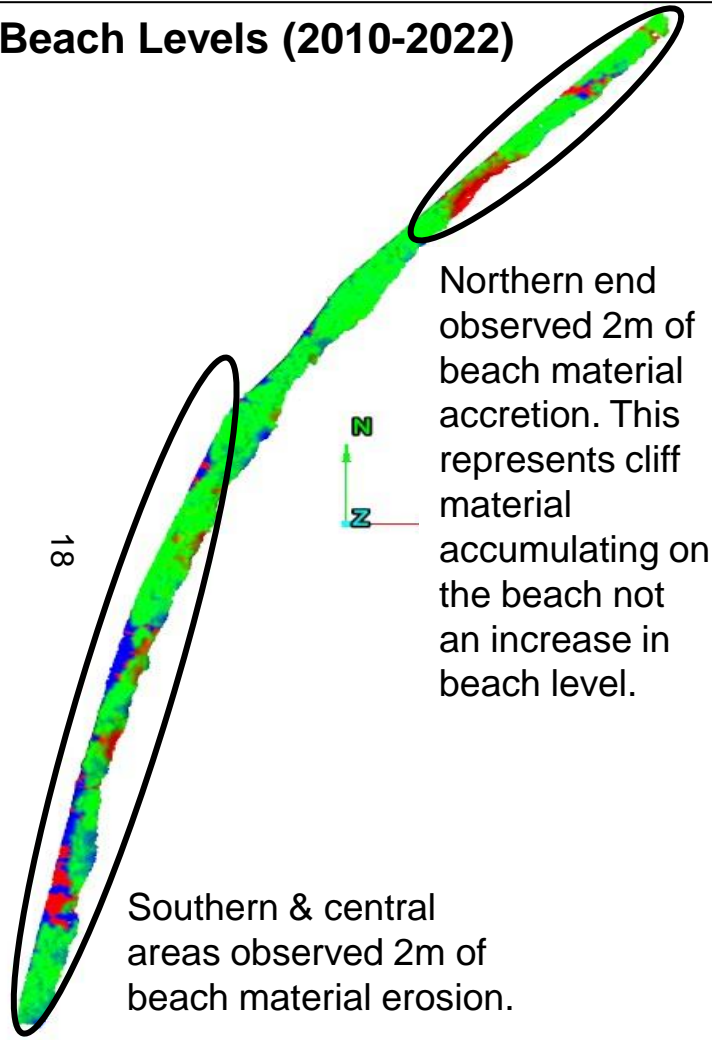 Beach Levels (2010-2022)
Northern end
observed 2m of
beach material
accretion. This
represents cliff
material
accumulating on
the beach not
an increase in
beach level.
N
Z
18
Southern & central
areas observed 2m of
beach material erosion.